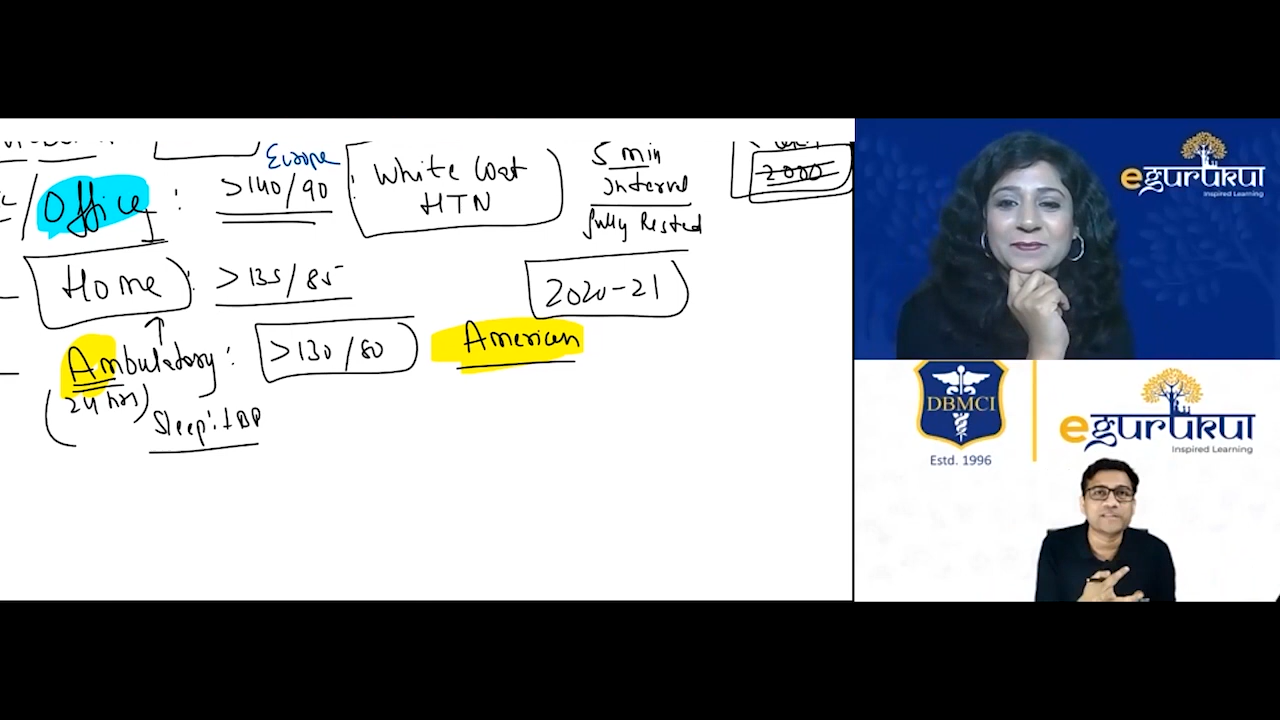 Europe
Office : >140/90
White Coat
HTN
5 min
Interval
fully Rested
2000
Home : >135/85
2020-21
Ambulatory : >130/80
American
(24 hrs)
Sleep: ↓BP
egurukul
Inspired Learning
DBMCI
Estd. 1996
egurukul
Inspired Learning